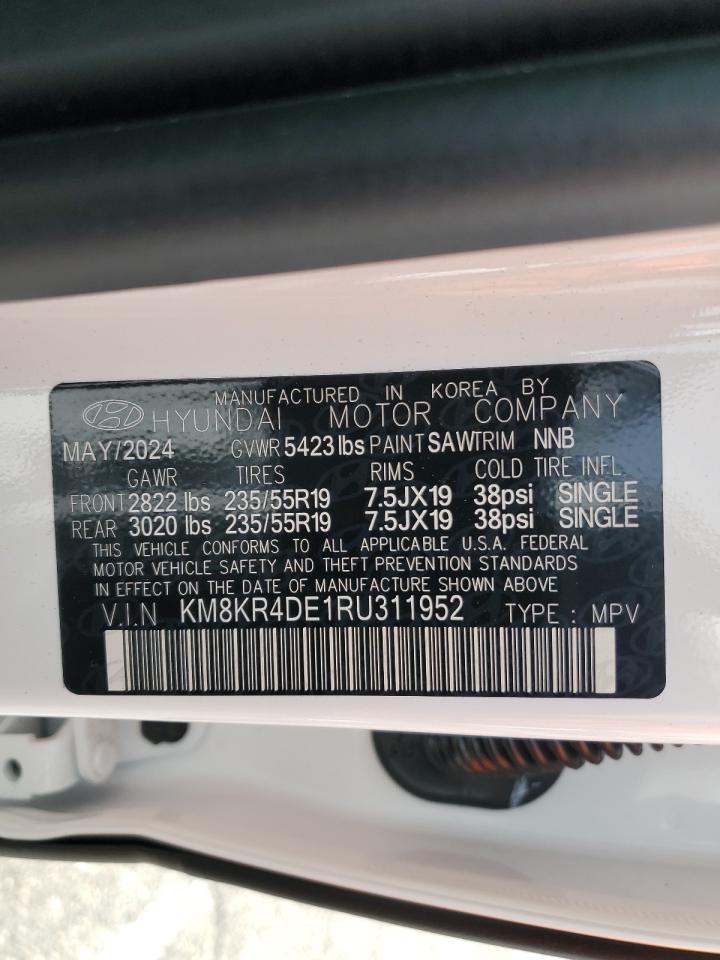 MANUFACTURED IN KOREA BY
HYUNDAI MOTOR COMPANY
MAY/2024 GVWR 5423 lbs PAINT SAW TRIM NNB
GAWR TIRES RIMS COLD TIRE INFL.
FRONT 2822 lbs 235/55R19 7.5JX19 38psi SINGLE
REAR 3020 lbs 235/55R19 7.5JX19 38psi SINGLE
THIS VEHICLE CONFORMS TO ALL APPLICABLE U.S.A. FEDERAL
MOTOR VEHICLE SAFETY AND THEFT PREVENTION STANDARDS
IN EFFECT ON THE DATE OF MANUFACTURE SHOWN ABOVE.
V.I.N KM8KR4DE1RU311952 TYPE : MPV